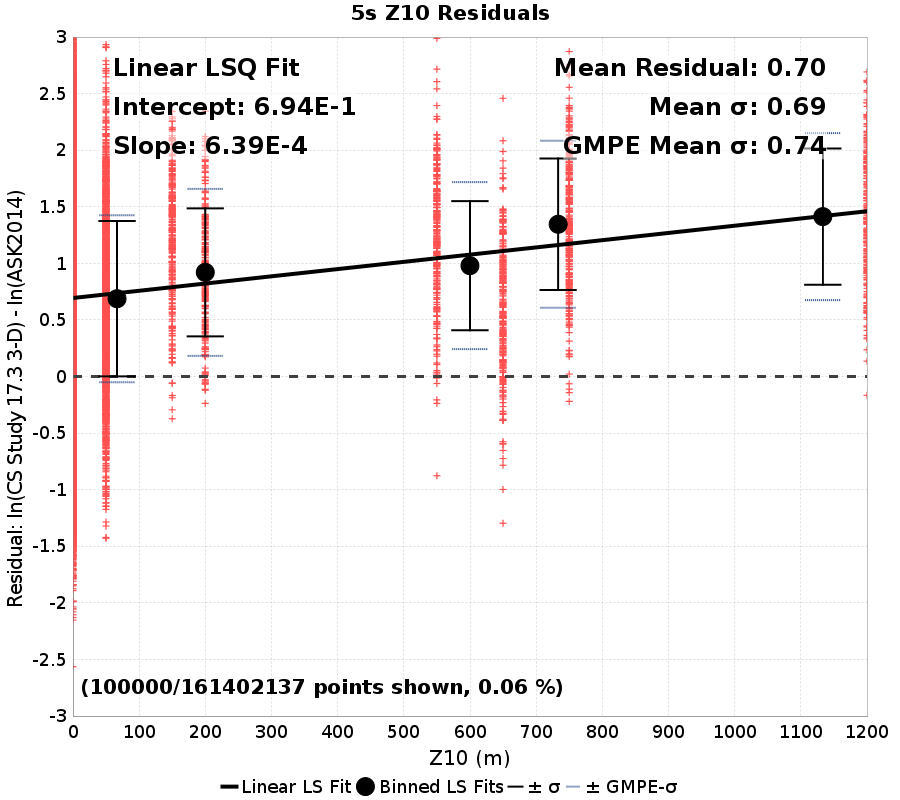 5s Z10 Residuals
Linear LSQ Fit
Intercept: 6.94E-1
Slope: 6.39E-4
Mean Residual: 0.70
Mean σ: 0.69
GMPE Mean σ: 0.74
Residual: ln(CS Study 17.3 3-D) - ln(ASK2014)
3
2.5
2
1.5
1
0.5
0
-0.5
-1
-1.5
-2
-2.5
-3
(100000/161402137 points shown, 0.06 %)
0 100 200 300 400 500 600 700 800 900 1000 1100 1200
Z10 (m)
Linear LS Fit Binned LS Fits ± σ ± GMPE-σ